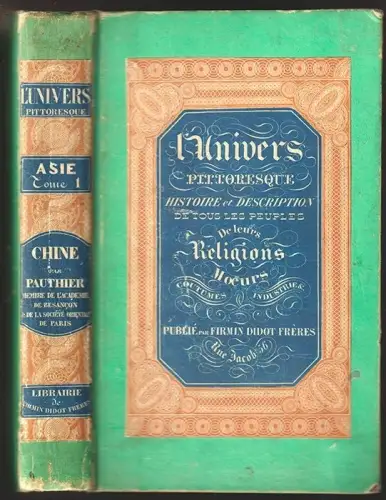 L'UNIVERS
PITTORESQUE
ASIE
Tome 1
CHINE
PAR
PAUTHIER
MEMBRE DE L'ACADÉMIE
DE BESANÇON
& DE LA SOCIÉTÉ ORIENTALE
DE PARIS
LIBRAIRIE
de
FIRMIN DIDOT FRÈRES
l'Univers
PITTORESQUE
HISTOIRE et DESCRIPTION
DE TOUS LES PEUPLES
De leurs
Religions
Mœurs
COUTUMES INDUSTRIE &c
PUBLIÉ par FIRMIN DIDOT FRÈRES
Rue Jacob 56